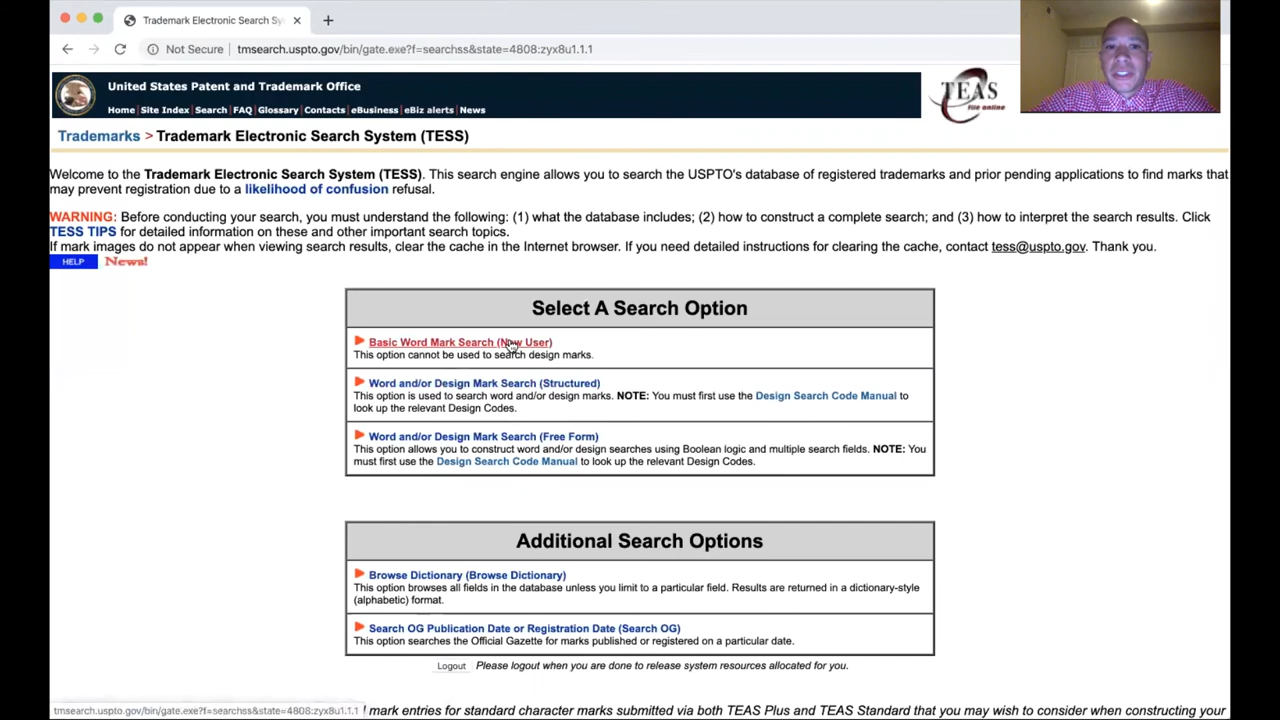 Trademark Electronic Search Sy
Not Secure tmsearch.uspto.gov/bin/gate.exe?f=searchss&state=4808:zyx8u1.1.1
United States Patent and Trademark Office
Home | Site Index | Search | FAQ | Glossary | Contacts | eBusiness | eBiz alerts | News
TEAS
File online
Trademarks > Trademark Electronic Search System (TESS)
Welcome to the Trademark Electronic Search System (TESS). This search engine allows you to search the USPTO's database of registered trademarks and prior pending applications to find marks that
may prevent registration due to a likelihood of confusion refusal.
WARNING: Before conducting your search, you must understand the following: (1) what the database includes; (2) how to construct a complete search; and (3) how to interpret the search results. Click
TESS TIPS for detailed information on these and other important search topics.
If mark images do not appear when viewing search results, clear the cache in the Internet browser. If you need detailed instructions for clearing the cache, contact tess@uspto.gov. Thank you.
HELP News!
Select A Search Option
Basic Word Mark Search (New User)
This option cannot be used to search design marks.
Word and/or Design Mark Search (Structured)
This option is used to search word and/or design marks. NOTE: You must first use the Design Search Code Manual to
look up the relevant Design Codes.
Word and/or Design Mark Search (Free Form)
This option allows you to construct word and/or design searches using Boolean logic and multiple search fields. NOTE: You
must first use the Design Search Code Manual to look up the relevant Design Codes.
Additional Search Options
Browse Dictionary (Browse Dictionary)
This option browses all fields in the database unless you limit to a particular field. Results are returned in a dictionary-style
(alphabetic) format.
Search OG Publication Date or Registration Date (Search OG)
This option searches the Official Gazette for marks published or registered on a particular date.
Logout Please logout when you are done to release system resources allocated for you.
tmsearch.uspto.gov/bin/gate.exe?f=searchss&state=4808:zyx8u1.1.1 mark entries for standard character marks submitted via both TEAS Plus and TEAS Standard that you may wish to consider when constructing your